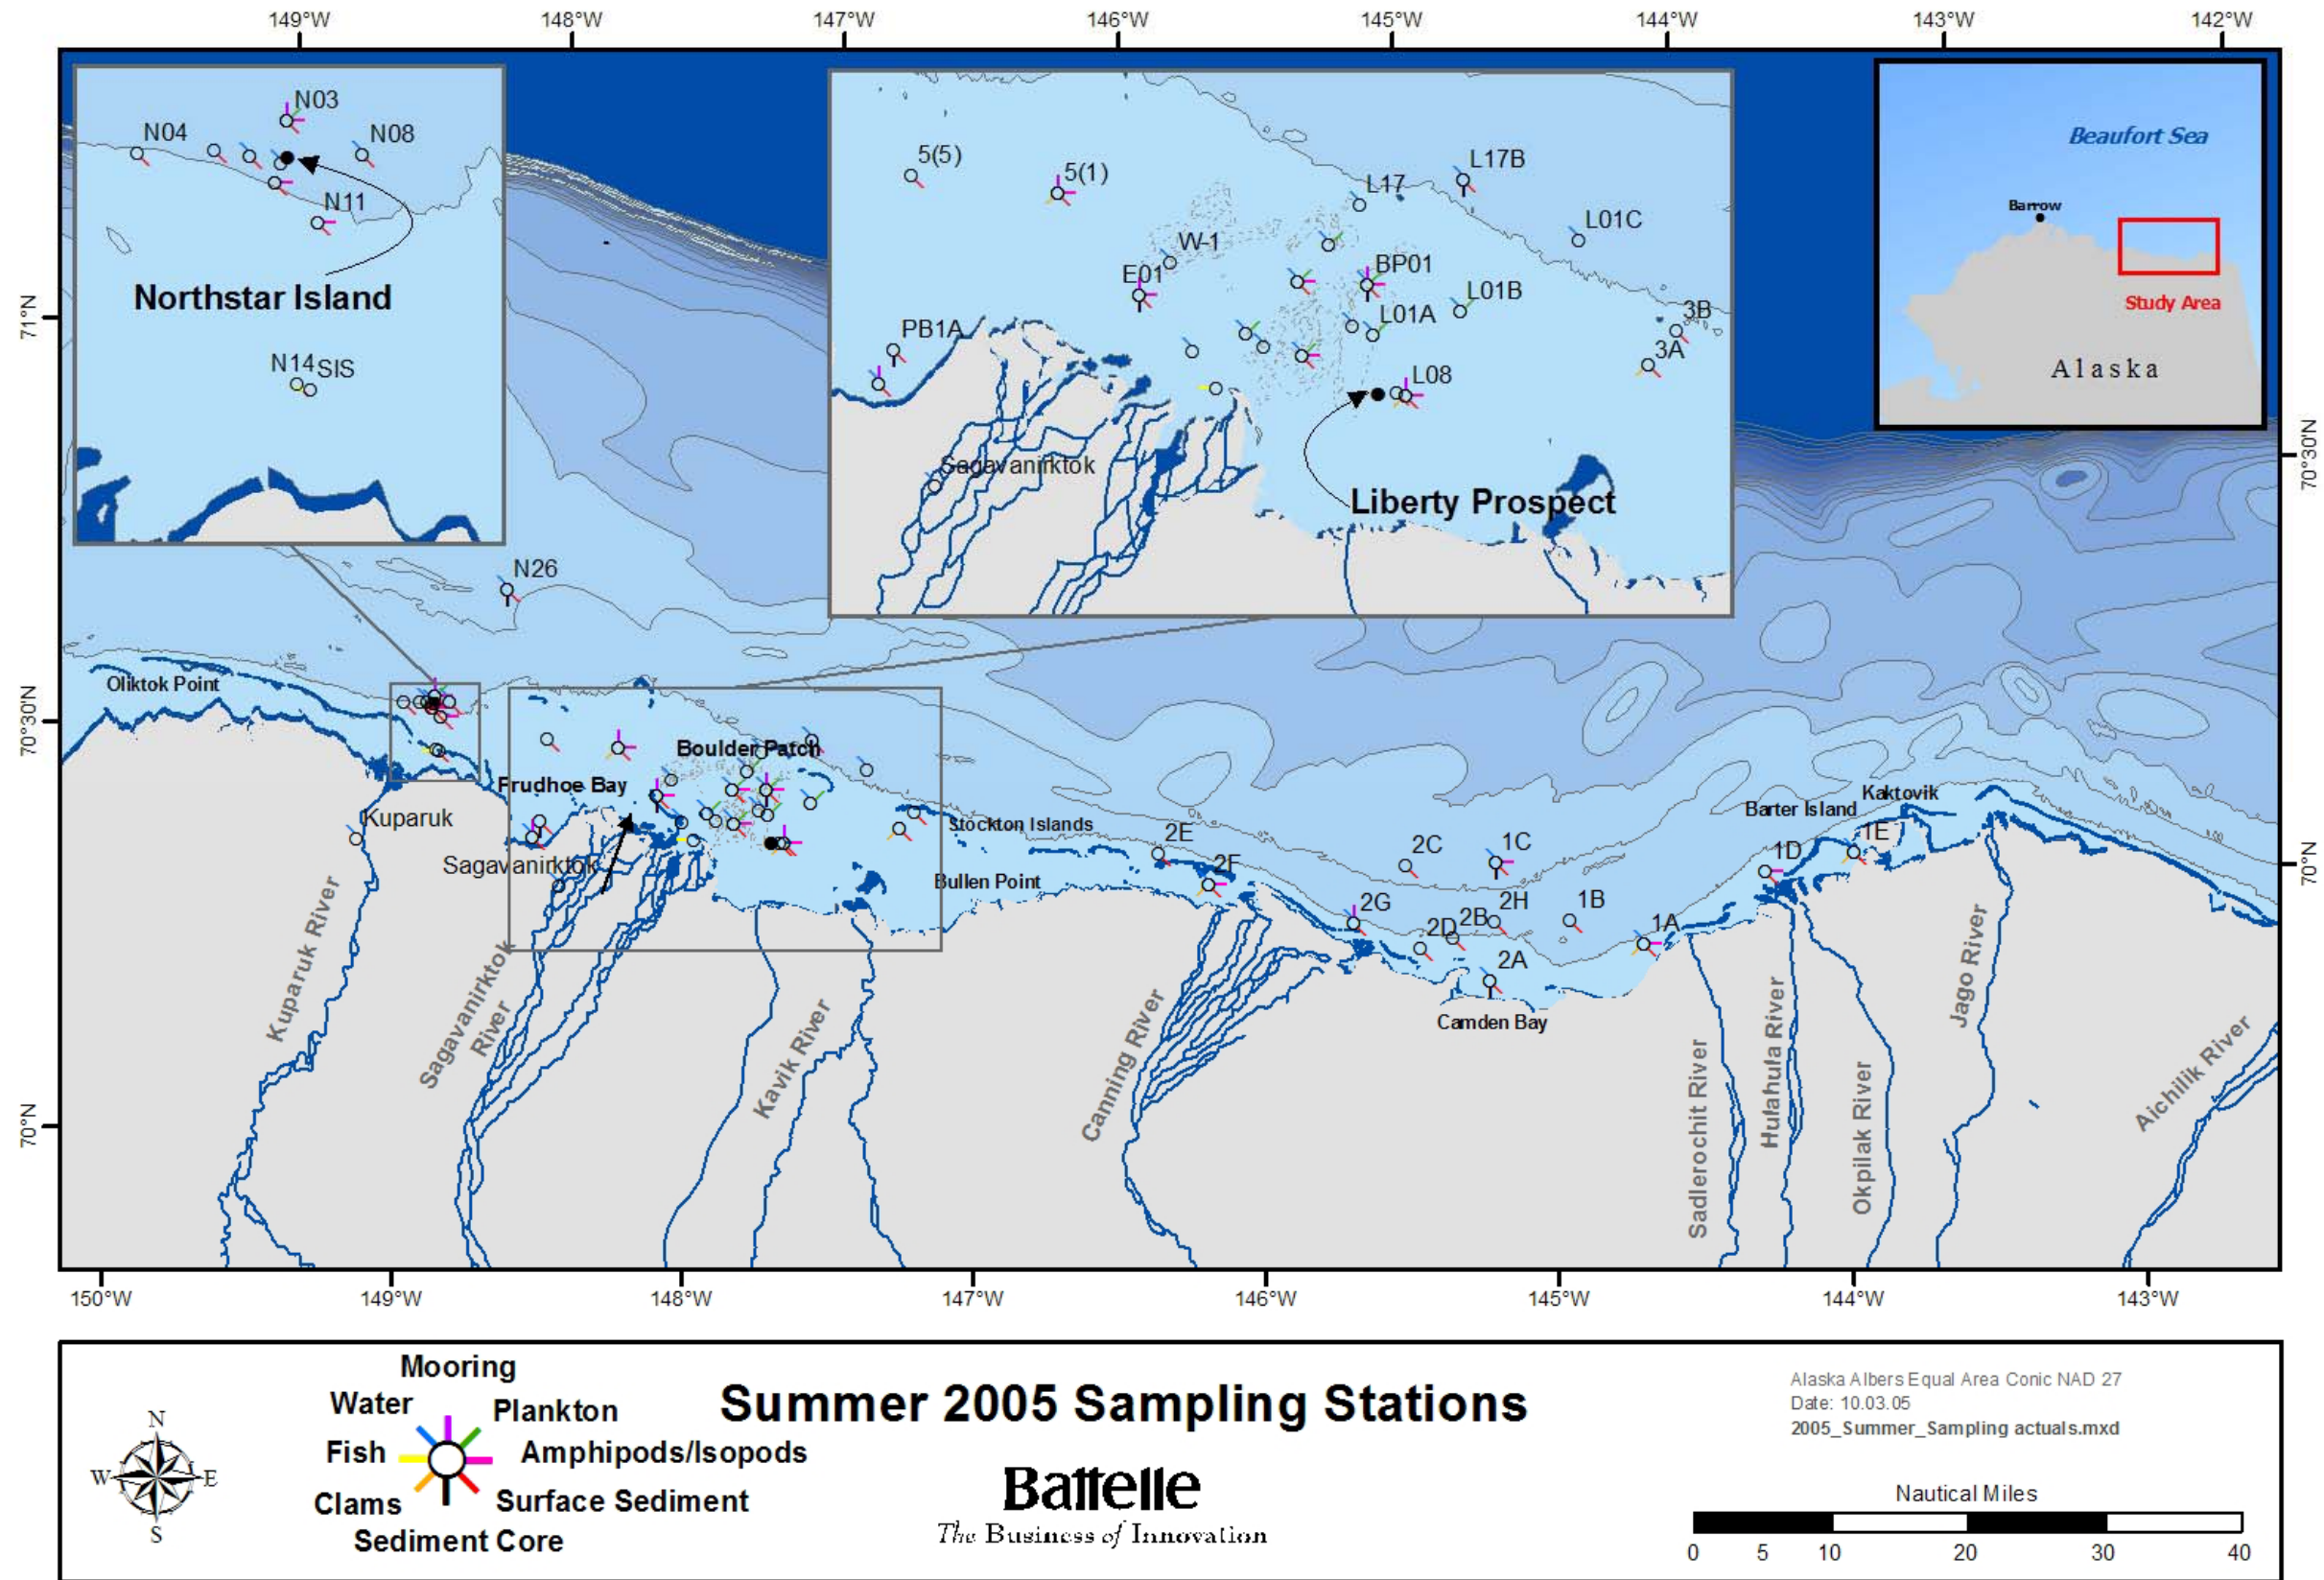 149°W 148°W 147°W 146°W 145°W 144°W 143°W 142°W
N03
N04
N08
N11
Northstar Island
N14 SIS
5(5)
5(1)
L17B
L17
L01C
W-1
E01
BP01
L01B
L01A
3B
3A
PB1A
L08
Sagavanirktok
Liberty Prospect
Beaufort Sea
Barrow
Study Area
Alaska
71°N
70°30'N
N26
Oliktok Point
70°30'N
Boulder Patch
Prudhoe Bay
Kuparuk
Sagavanirktok
Stockton Islands
Bullen Point
2E
2F
2C
1C
2G
2D
2B
2H
1B
1A
2A
Camden Bay
Barter Island
Kaktovik
1D
1E
70°N
70°N
Kuparuk River
Sagavanirktok
River
Kavik River
Canning River
Sadlerochit River
Hulahula River
Okpilak River
Jago River
Aichilik River
150°W 149°W 148°W 147°W 146°W 145°W 144°W 143°W
N
W E
S
Mooring
Water
Plankton
Fish
Amphipods/Isopods
Clams
Surface Sediment
Sediment Core
Summer 2005 Sampling Stations
Battelle
The Business of Innovation
Alaska Albers Equal Area Conic NAD 27
Date: 10.03.05
2005_Summer_Sampling actuals.mxd
Nautical Miles
0 5 10 20 30 40